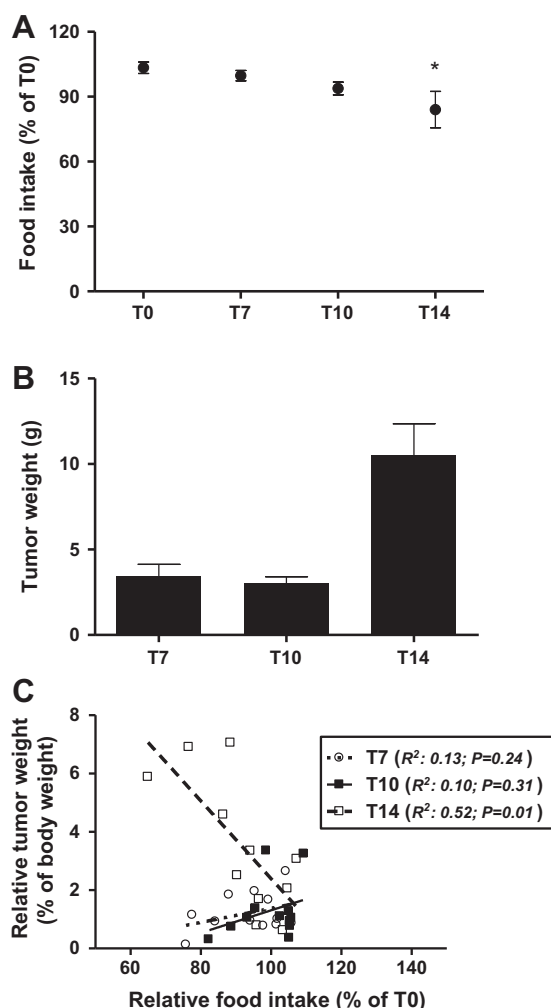 A
Food intake (% of T0)
120
90
60
30
0
*
T0 T7 T10 T14
B
Tumor weight (g)
15
10
5
0
T7 T10 T14
C
Relative tumor weight
(% of body weight)
8
6
4
2
0
T7 (R²: 0.13; P=0.24 )
T10 (R²: 0.10; P=0.31)
T14 (R²: 0.52; P=0.01 )
60 80 100 120 140
Relative food intake (% of T0)